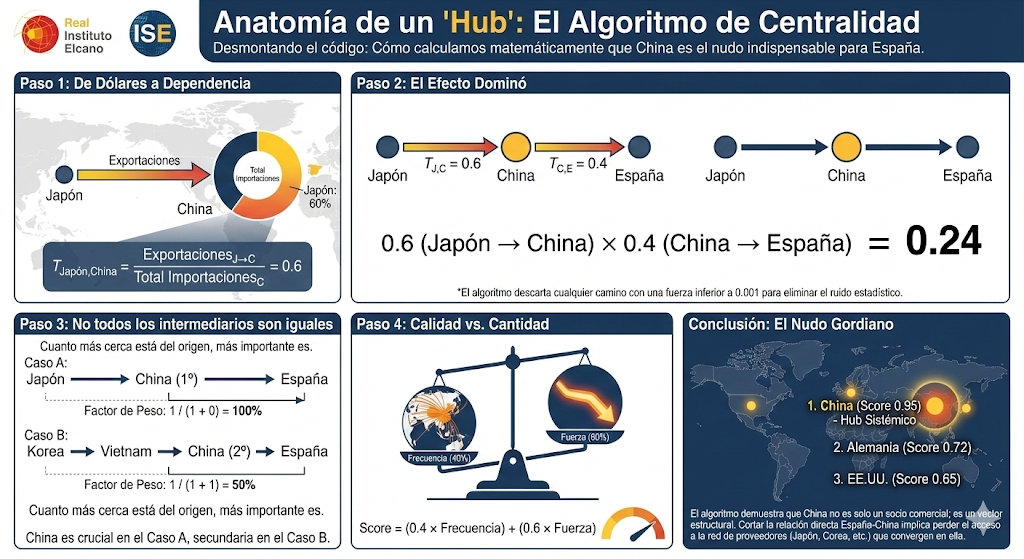 Real
Instituto
Elcano
ISE
Anatomía de un 'Hub': El Algoritmo de Centralidad
Desmontando el código: Cómo calculamos matemáticamente que China es el nudo indispensable para España.
Paso 1: De Dólares a Dependencia
Exportaciones
Japón
China
Total
Importaciones
Japón:
60%
T Japón,China = Exportaciones J→C / Total Importaciones C = 0.6
Paso 2: El Efecto Dominó
T J,C = 0.6
T C,E = 0.4
Japón China España
Japón China España
0.6 (Japón → China) × 0.4 (China → España) = 0.24
*El algoritmo descarta cualquier camino con una fuerza inferior a 0.001 para eliminar el ruido estadístico.
Paso 3: No todos los intermediarios son iguales
Cuanto más cerca está del origen, más importante es.
Caso A:
Japón → China (1º) → España
Factor de Peso: 1 / (1 + 0) = 100%
Caso B:
Korea → Vietnam → China (2º) → España
Factor de Peso: 1 / (1 + 1) = 50%
Cuanto más cerca está del origen, más importante es.
China es crucial en el Caso A, secundaria en el Caso B.
Paso 4: Calidad vs. Cantidad
Frecuencia (40%)
Fuerza (60%)
Score = (0.4 × Frecuencia) + (0.6 × Fuerza)
Conclusión: El Nudo Gordiano
1. China (Score 0.95)
- Hub Sistémico
2. Alemania (Score 0.72)
3. EE.UU. (Score 0.65)
El algoritmo demuestra que China no es solo un socio comercial; es un vector
estructural. Cortar la relación directa España-China implica perder el acceso
a la red de proveedores (Japón, Corea, etc.) que convergen en ella.